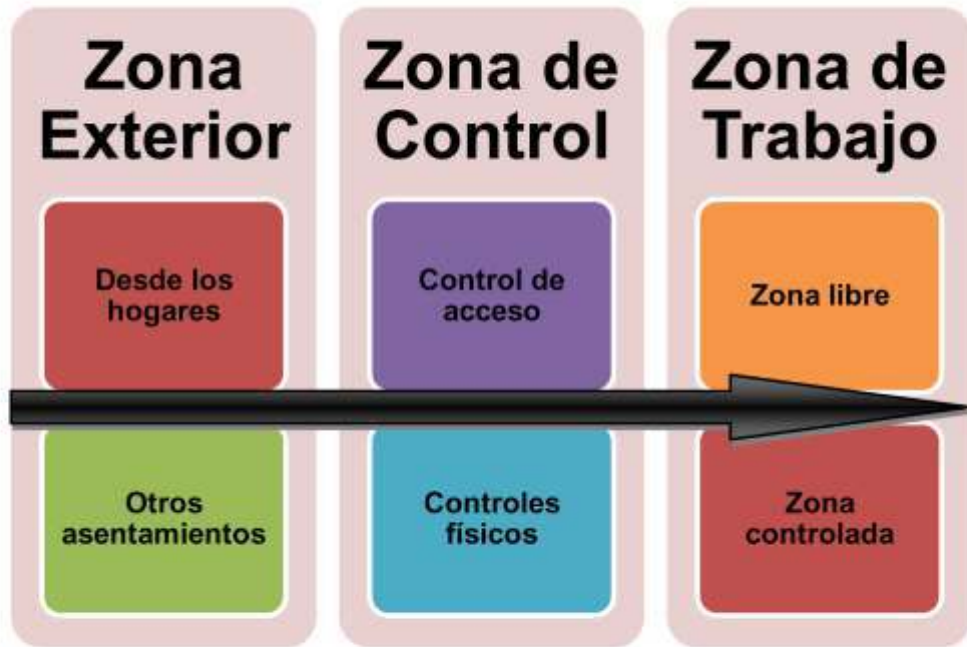 Zona
Exterior
Desde los
hogares
Otros
asentamientos
Zona de
Control
Control de
acceso
Controles
físicos
Zona de
Trabajo
Zona libre
Zona
controlada